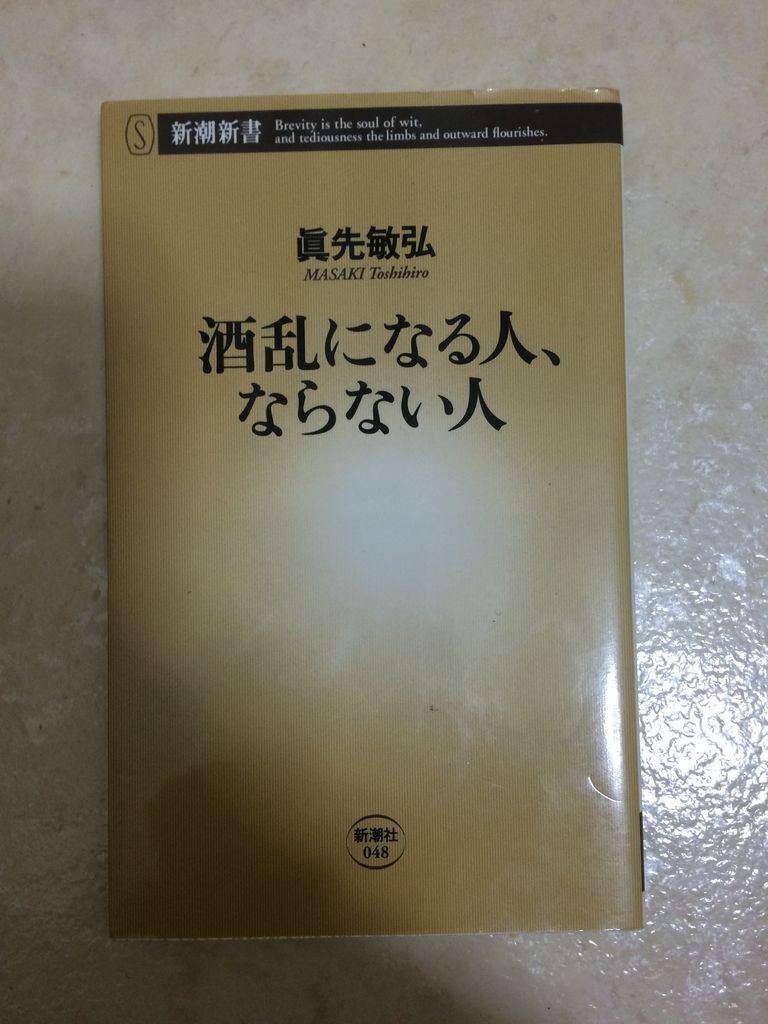 S
新潮新書
Brevity is the soul of wit,
and tediousness the limbs and outward flourishes.
眞先敏弘
MASAKI Toshihiro
酒乱になる人、
ならない人
新潮社
048